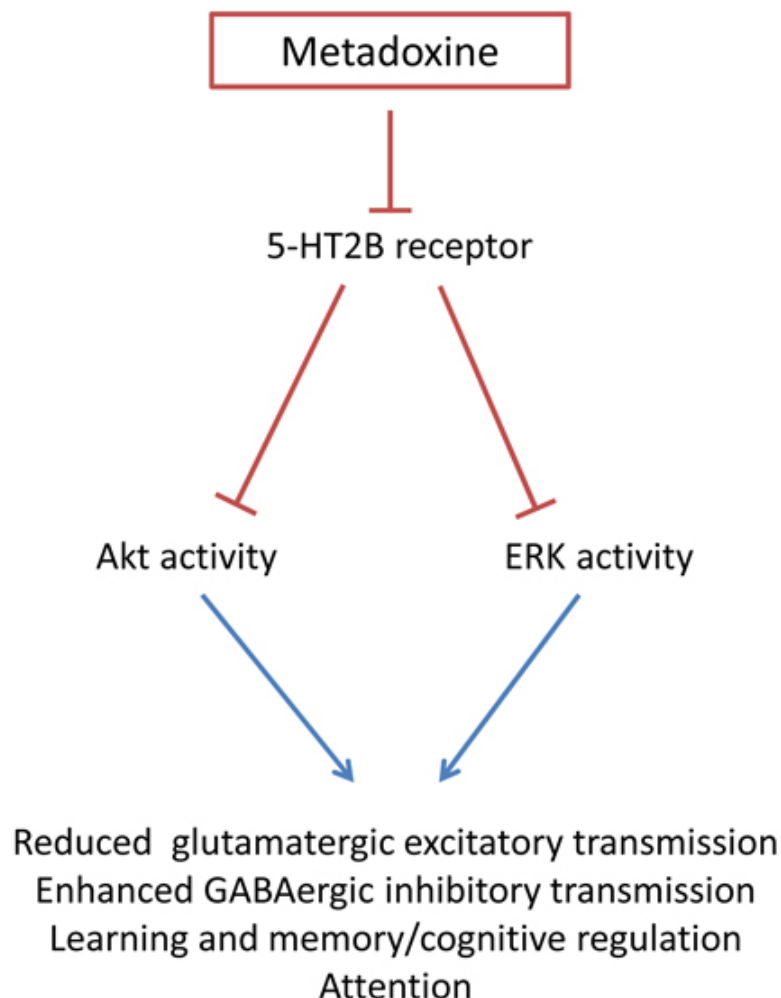 Metadoxine
5-HT2B receptor
Akt activity
ERK activity
Reduced glutamatergic excitatory transmission
Enhanced GABAergic inhibitory transmission
Learning and memory/cognitive regulation
Attention